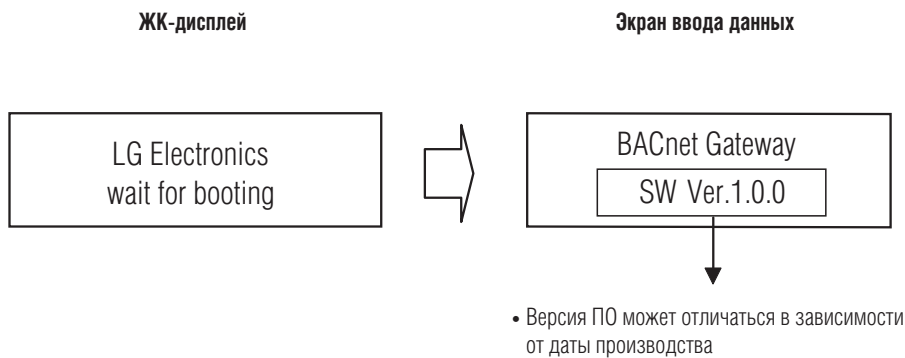 ЖК-дисплей
Экран ввода данных
LG Electronics
wait for booting
BACnet Gateway
SW Ver.1.0.0
• Версия ПО может отличаться в зависимости
от даты производства